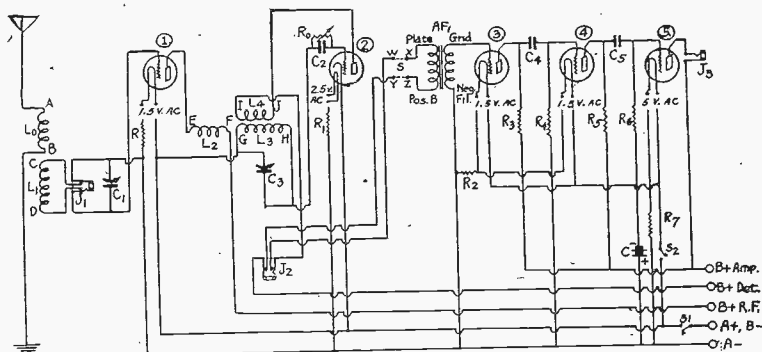 ①
②
③
④
⑤
A
L0
B
C
L1
D
J1
C1
R
1.5 v. AC
E
L2
F
I
L4
J
G
L3
H
C3
R0
C2
2.5 v. AC
R1
J2
W
X
S
Y
Z
Plate
AF1
Grid
Pos. B
Neg. Fil.
1.5 V. AC
R2
C4
R3
R4
1.5 V. AC
C5
R5
R6
5 V. AC
J3
R7
C
+
S2
S1
B+ Amp.
B+ Det.
B+ R.F.
A+, B-
A-